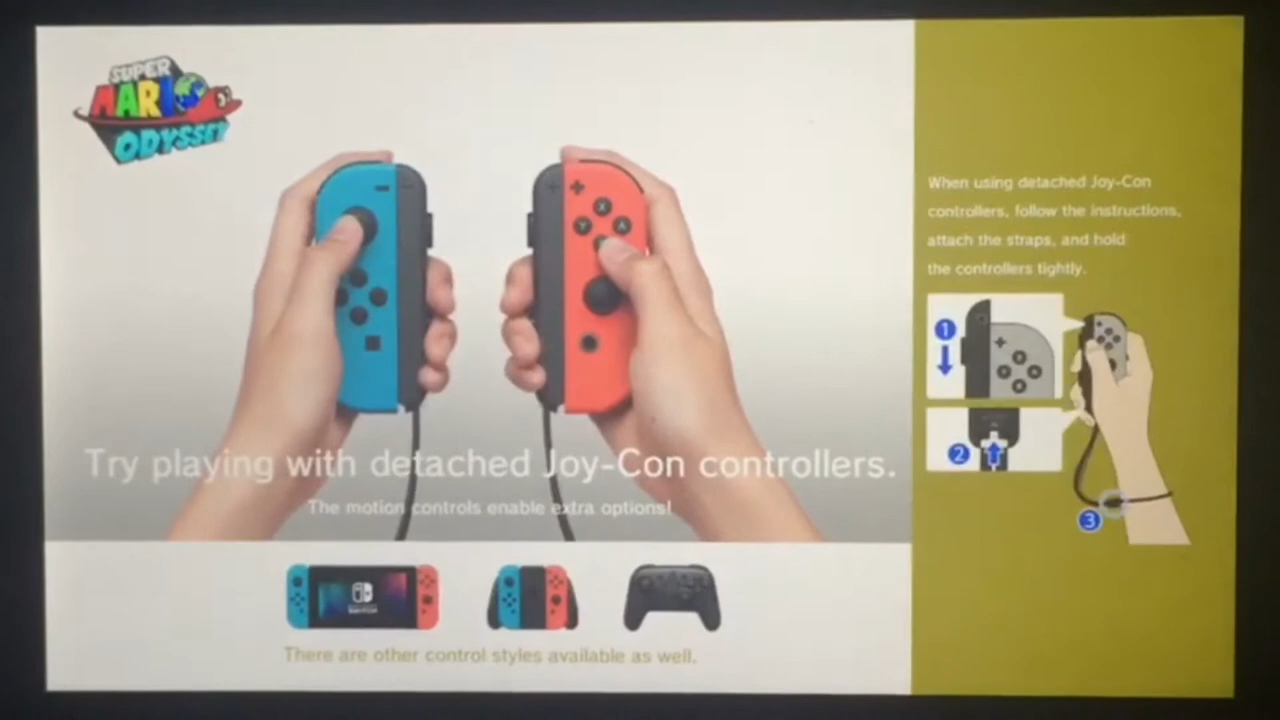 SUPER
MARIO
ODYSSEY
When using detached Joy-Con
controllers, follow the instructions,
attach the straps, and hold
the controllers tightly.
X
Y
A
1
2
3
Try playing with detached Joy-Con controllers.
The motion controls enable extra options!
There are other control styles available as well.